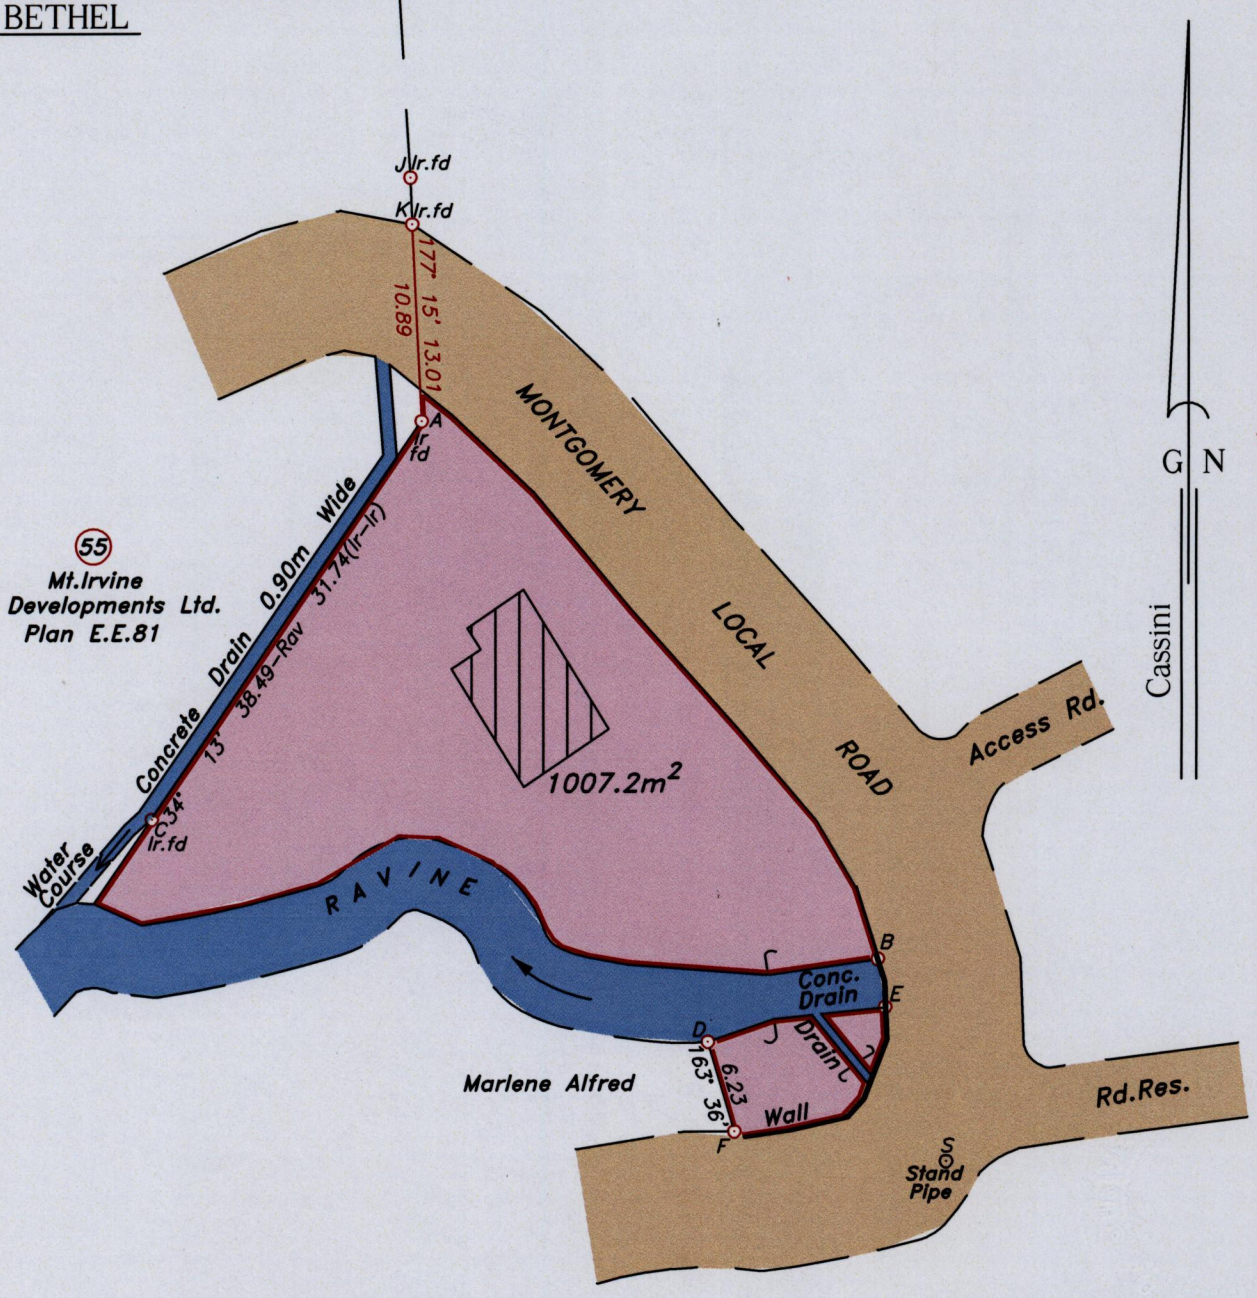 BETHEL
J Ir.fd
K Ir.fd
177° 15' 13.01
10.89
A
Ir
fd
MONTGOMERY
LOCAL
ROAD
G N
Cassini
55
Mt.Irvine
Developments Ltd.
Plan E.E.81
Concrete Drain 0.90m Wide
34° 13' 38.49-Rav 31.74(Ir-Ir)
1007.2m²
Access Rd.
C
Ir.fd
Water
Course
RAVINE
B
Conc.
Drain
E
D
Drain
163° 36'
6.23
Marlene Alfred
Wall
F
Rd.Res.
S
Stand
Pipe